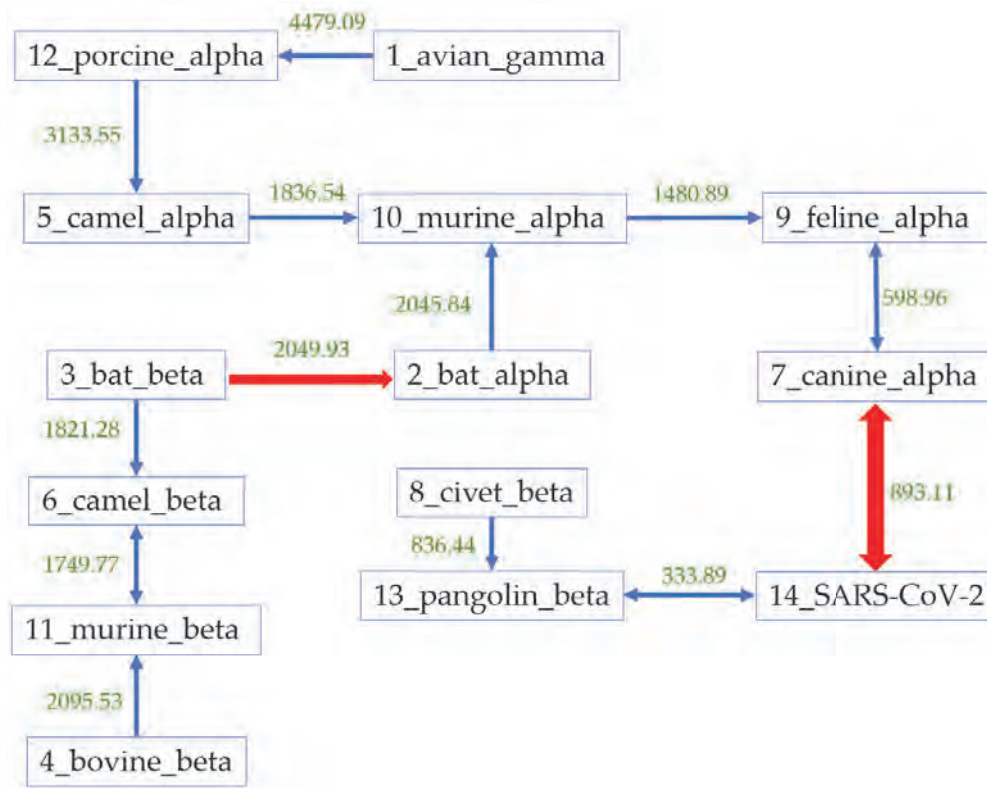 4479.09
12_porcine_alpha
1_avian_gamma
3133.55
1836.54
1480.89
5_camel_alpha
10_murine_alpha
9_feline_alpha
2045.84
598.96
2049.93
3_bat_beta
2_bat_alpha
7_canine_alpha
1821.28
6_camel_beta
8_civet_beta
893.11
1749.77
836.44
333.89
13_pangolin_beta
14_SARS-CoV-2
11_murine_beta
2095.53
4_bovine_beta